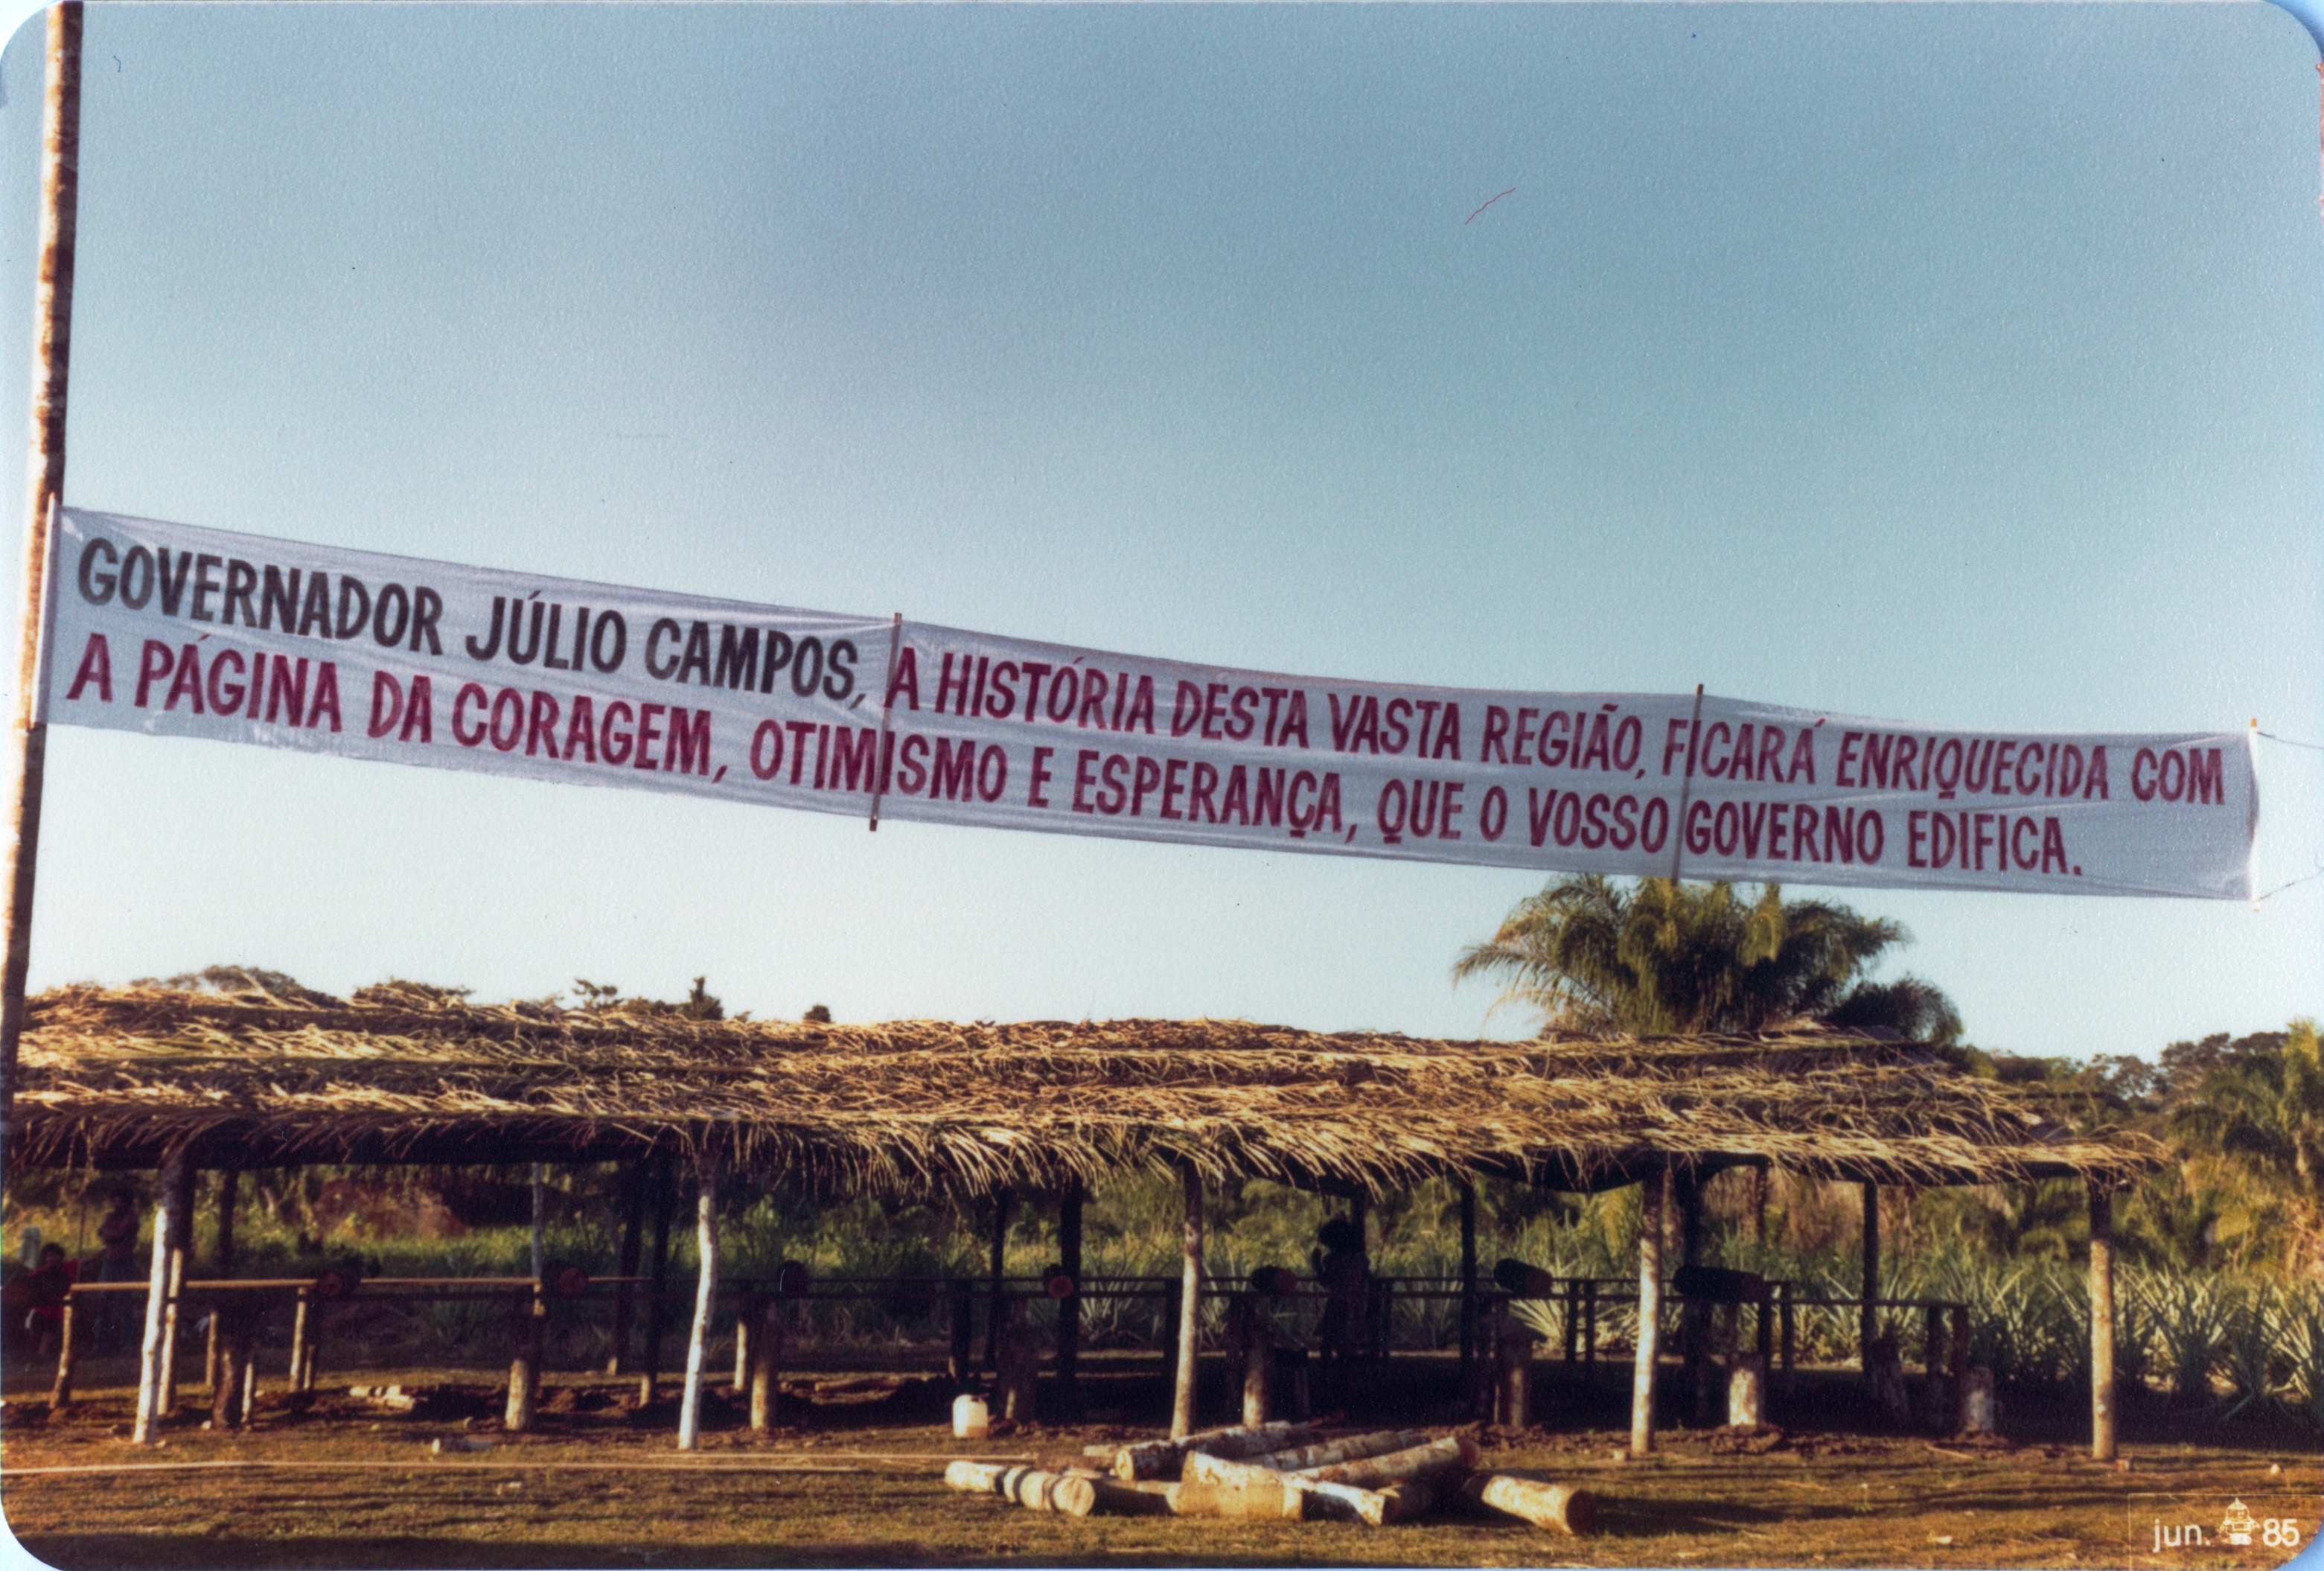 GOVERNADOR JÚLIO CAMPOS, A HISTÓRIA DESTA VASTA REGIÃO, FICARÁ ENRIQUECIDA COM
A PÁGINA DA CORAGEM, OTIMISMO E ESPERANÇA, QUE O VOSSO GOVERNO EDIFICA.
jun. 85